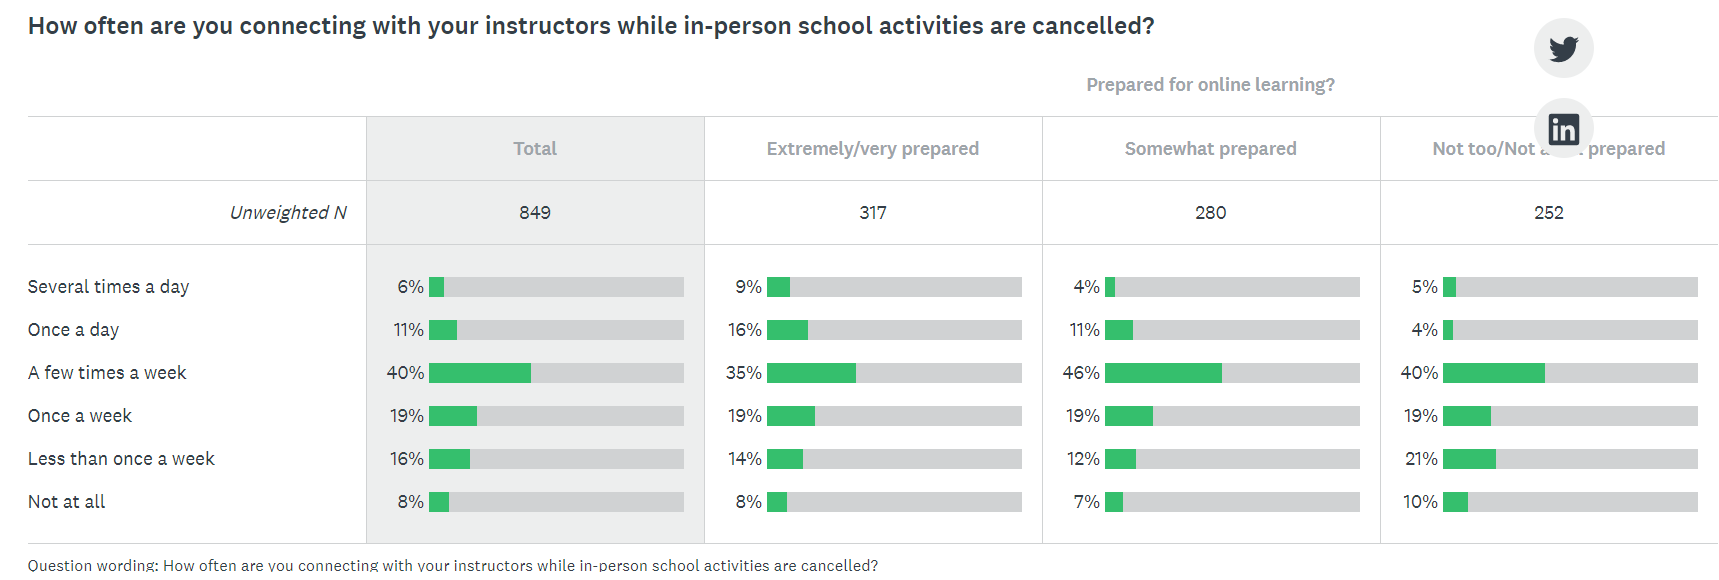 How often are you connecting with your instructors while in-person school activities are cancelled?
Prepared for online learning?
Total Extremely/very prepared Somewhat prepared Not too/Not prepared
Unweighted N 849 317 280 252
Several times a day 6% 9% 4% 5%
Once a day 11% 16% 11% 4%
A few times a week 40% 35% 46% 40%
Once a week 19% 19% 19% 19%
Less than once a week 16% 14% 12% 21%
Not at all 8% 8% 7% 10%
Question wording: How often are you connecting with your instructors while in-person school activities are cancelled?